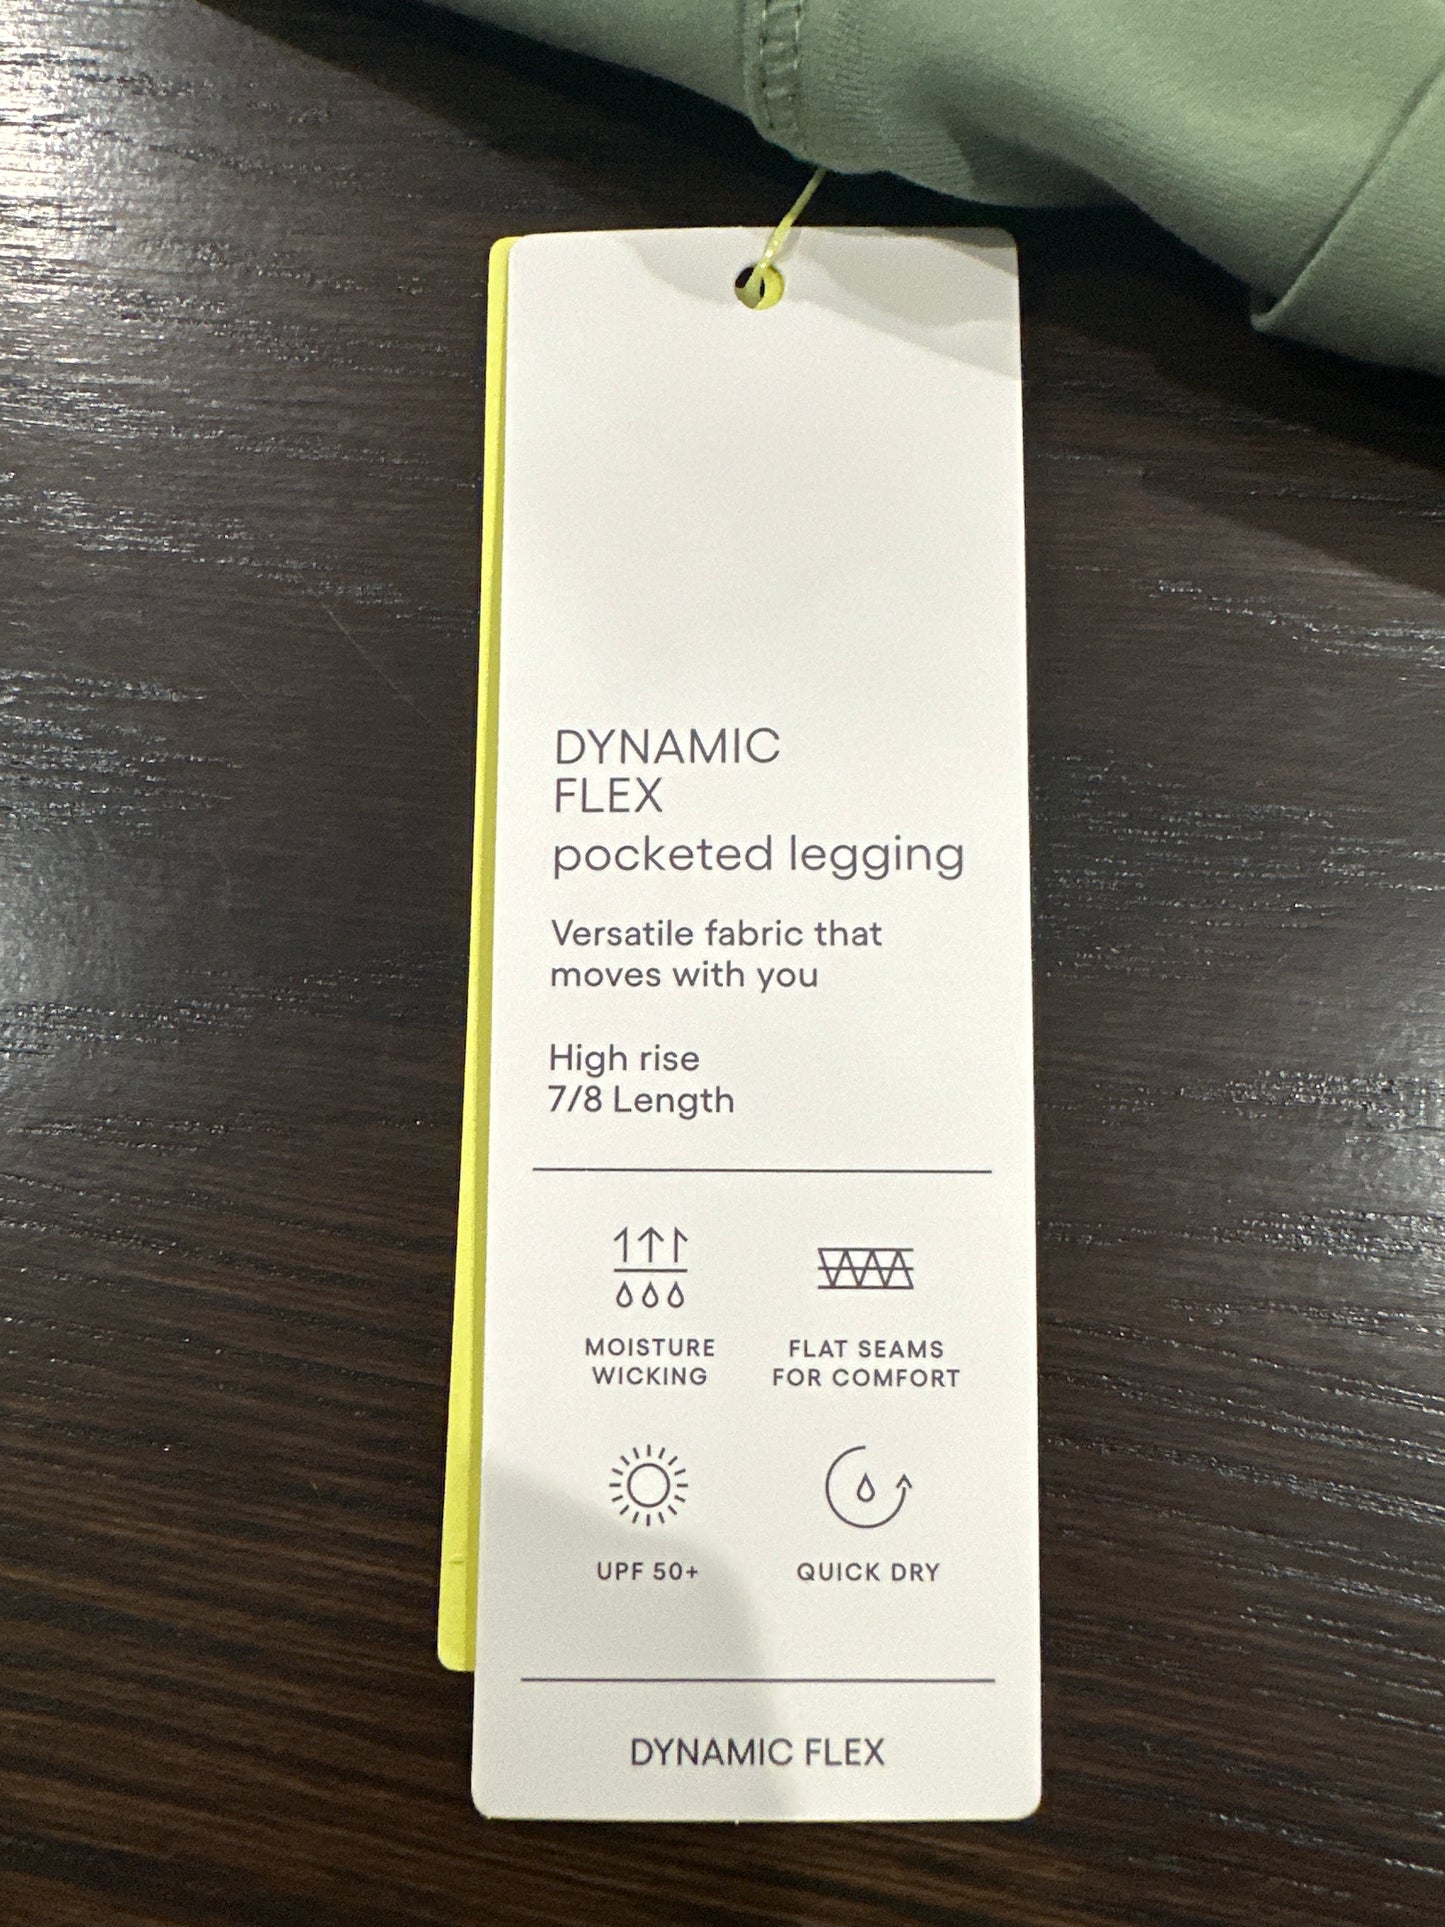 DYNAMIC
FLEX
pocketed legging
Versatile fabric that
moves with you
High rise
7/8 Length
MOISTURE
WICKING
FLAT SEAMS
FOR COMFORT
UPF 50+
QUICK DRY
DYNAMIC FLEX